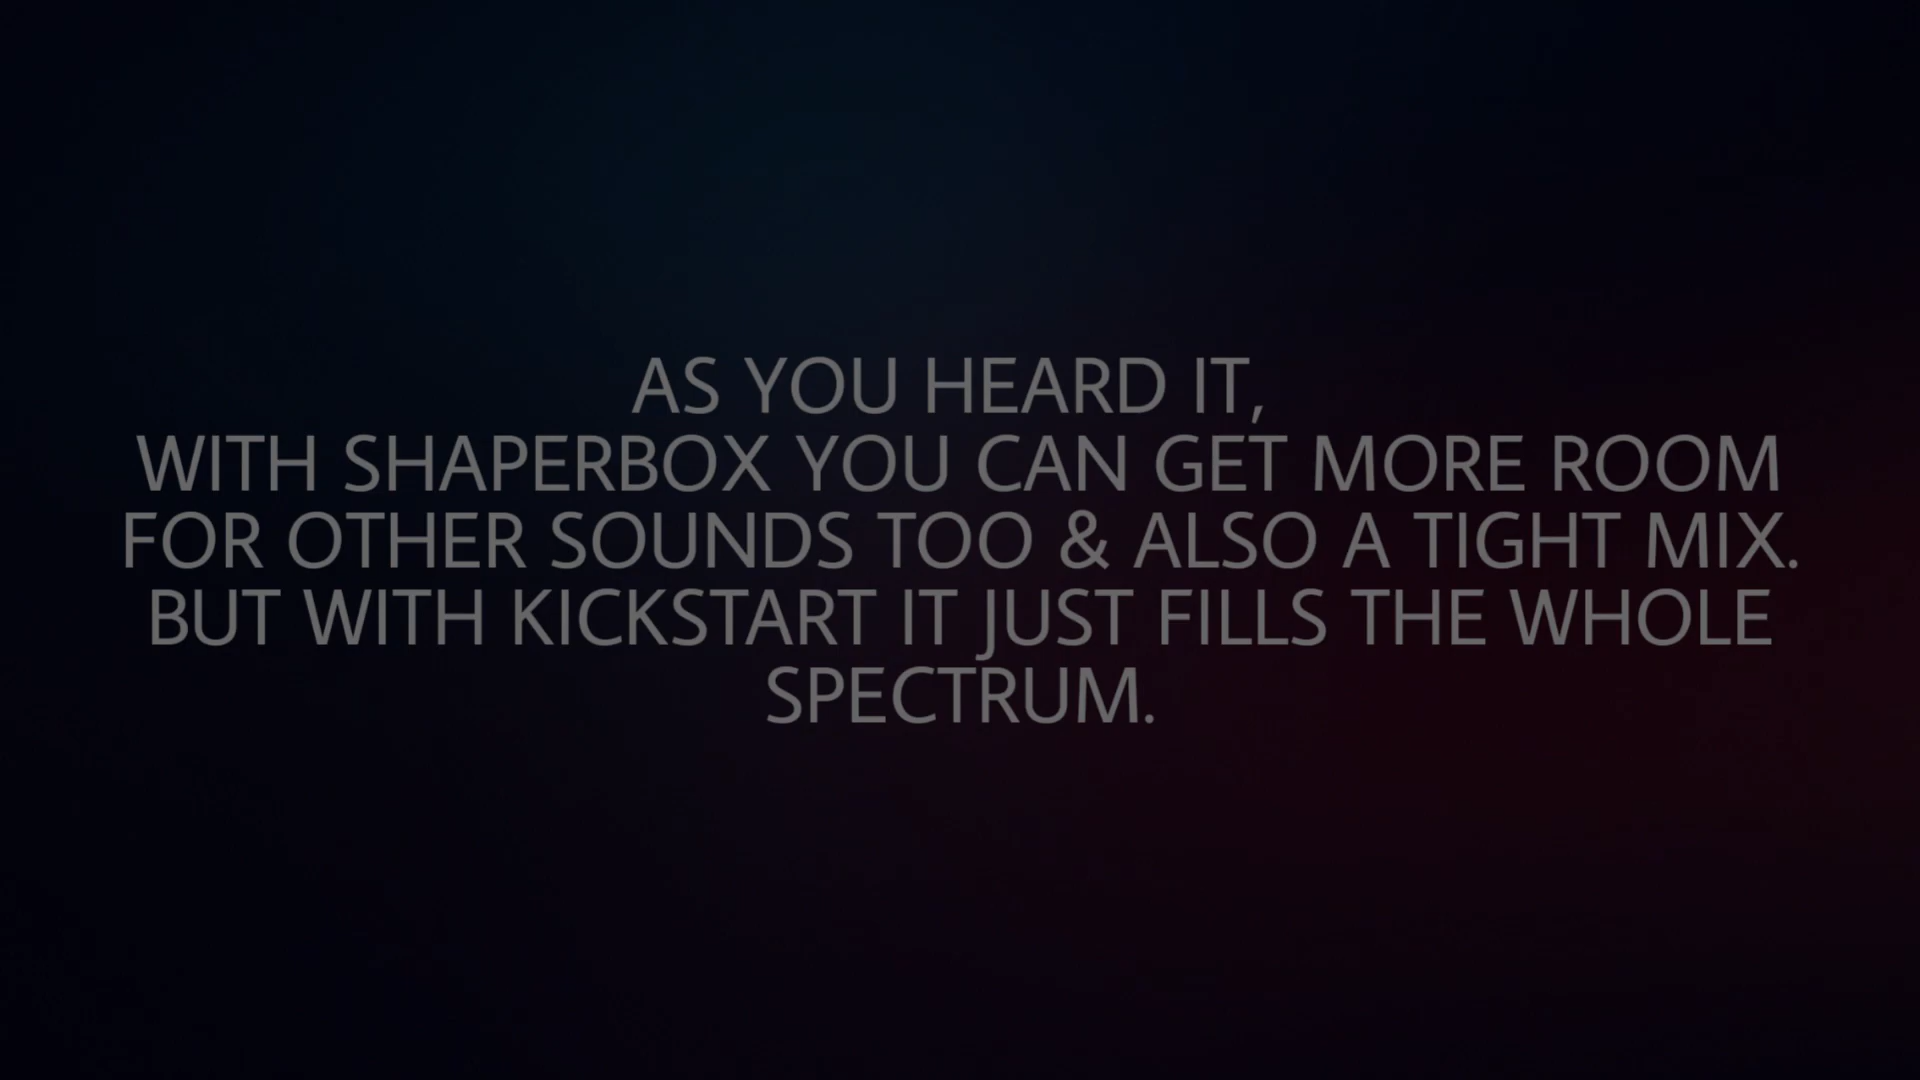 AS YOU HEARD IT,
WITH SHAPERBOX YOU CAN GET MORE ROOM
FOR OTHER SOUNDS TOO & ALSO A TIGHT MIX.
BUT WITH KICKSTART IT JUST FILLS THE WHOLE
SPECTRUM.